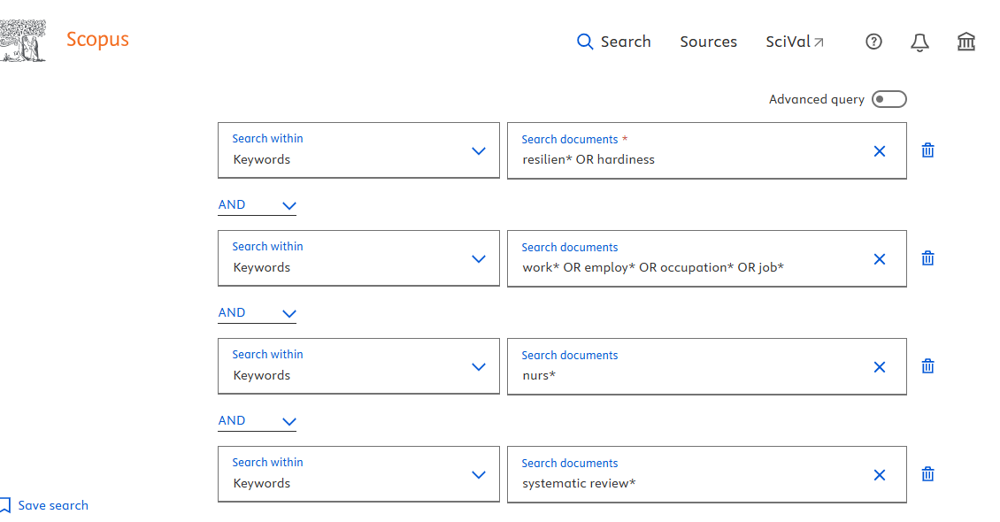 Scopus
Search Sources SciVal
Advanced query
Search within
Keywords
Search documents *
resilien* OR hardiness
AND
Search within
Keywords
Search documents
work* OR employ* OR occupation* OR job*
AND
Search within
Keywords
Search documents
nurs*
AND
Search within
Keywords
Search documents
systematic review*
Save search